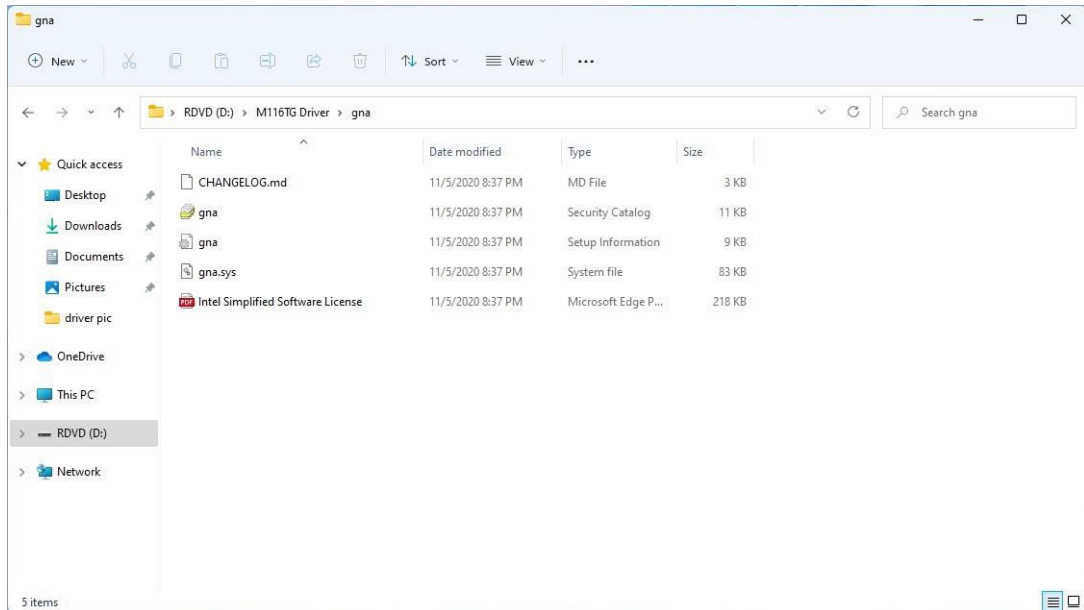 gna
New
Sort
View
RDVD (D:) > M116TG Driver > gna
Search gna
Quick access
Desktop
Downloads
Documents
Pictures
driver pic
OneDrive
This PC
RDVD (D:)
Network
Name Date modified Type Size
CHANGELOG.md 11/5/2020 8:37 PM MD File 3 KB
gna 11/5/2020 8:37 PM Security Catalog 11 KB
gna 11/5/2020 8:37 PM Setup Information 9 KB
gna.sys 11/5/2020 8:37 PM System file 83 KB
PDF Intel Simplified Software License 11/5/2020 8:37 PM Microsoft Edge P... 218 KB
5 items